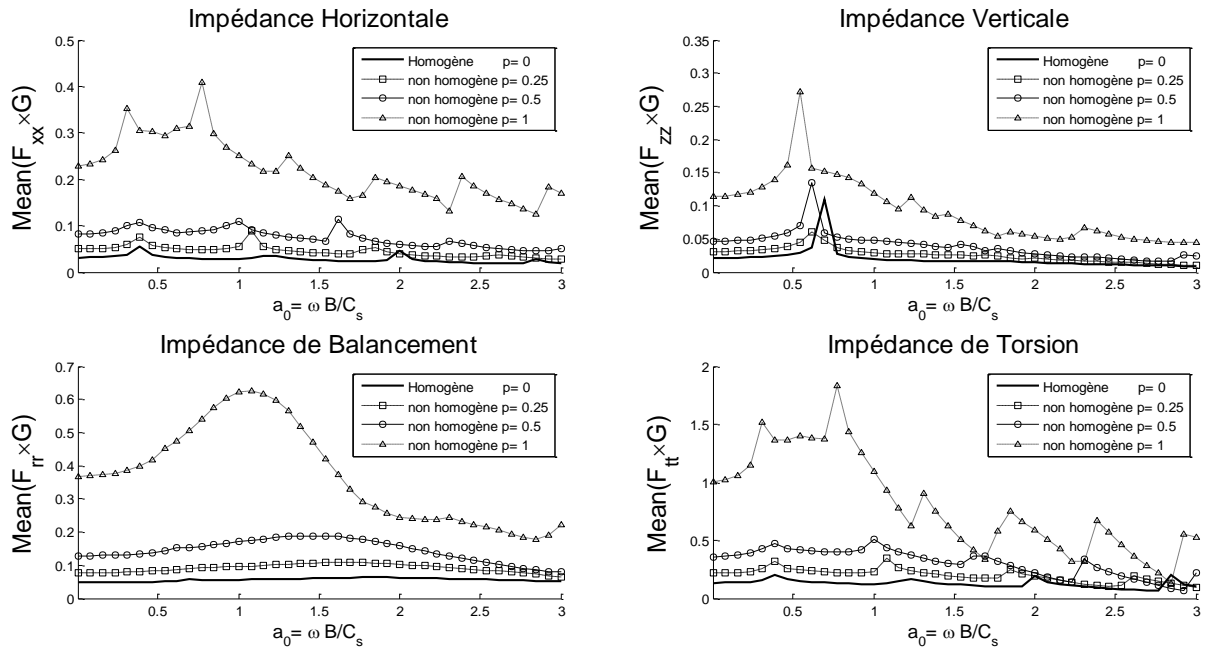 Impédance Horizontale
Mean(F_xx×G)
0.5
0.4
0.3
0.2
0.1
0
Homogène p= 0
non homogène p= 0.25
non homogène p= 0.5
non homogène p= 1
0.5
1
1.5
2
2.5
3
a_0= ω B/C_s
Impédance Verticale
Mean(F_zz×G)
0.35
0.3
0.25
0.2
0.15
0.1
0.05
0
Homogène p= 0
non homogène p= 0.25
non homogène p= 0.5
non homogène p= 1
0.5
1
1.5
2
2.5
3
a_0= ω B/C_s
Impédance de Balancement
Mean(F_rr×G)
0.7
0.6
0.5
0.4
0.3
0.2
0.1
0
Homogène p= 0
non homogène p= 0.25
non homogène p= 0.5
non homogène p= 1
0.5
1
1.5
2
2.5
3
a_0= ω B/C_s
Impédance de Torsion
Mean(F_tt×G)
2
1.5
1
0.5
0
Homogène p= 0
non homogène p= 0.25
non homogène p= 0.5
non homogène p= 1
0.5
1
1.5
2
2.5
3
a_0= ω B/C_s